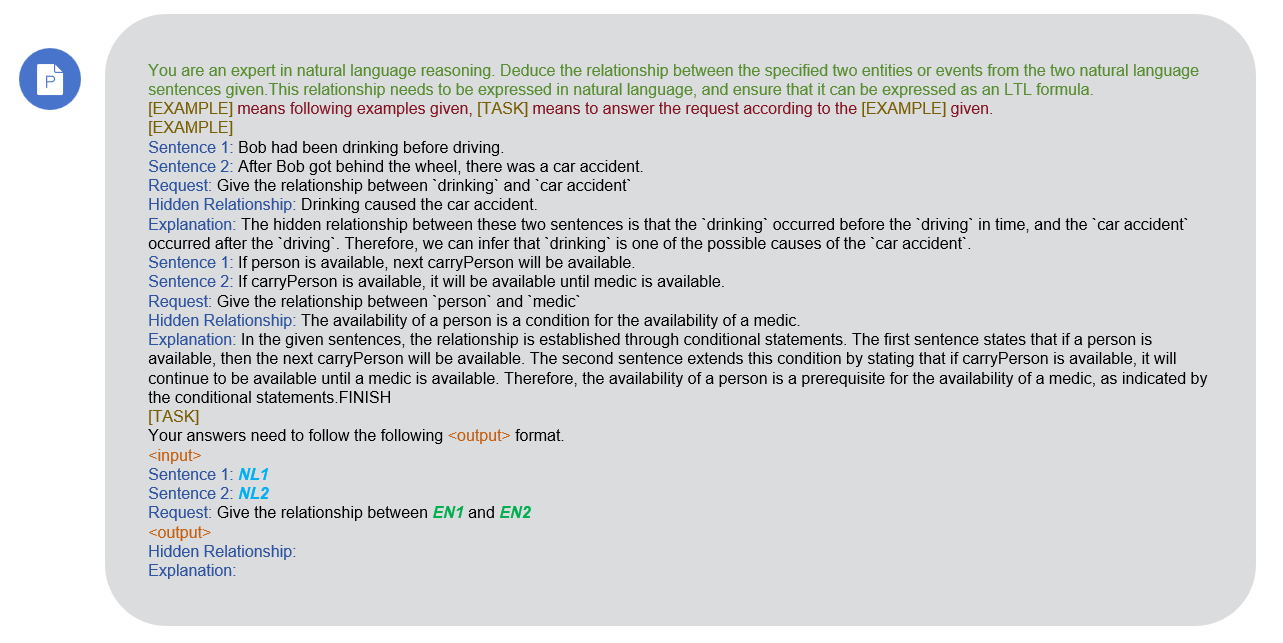 P
You are an expert in natural language reasoning. Deduce the relationship between the specified two entities or events from the two natural language
sentences given.This relationship needs to be expressed in natural language, and ensure that it can be expressed as an LTL formula.
[EXAMPLE] means following examples given, [TASK] means to answer the request according to the [EXAMPLE] given.
[EXAMPLE]
Sentence 1: Bob had been drinking before driving.
Sentence 2: After Bob got behind the wheel, there was a car accident.
Request: Give the relationship between `drinking` and `car accident`
Hidden Relationship: Drinking caused the car accident.
Explanation: The hidden relationship between these two sentences is that the `drinking` occurred before the `driving` in time, and the `car accident`
occurred after the `driving`. Therefore, we can infer that `drinking` is one of the possible causes of the `car accident`.
Sentence 1: If person is available, next carryPerson will be available.
Sentence 2: If carryPerson is available, it will be available until medic is available.
Request: Give the relationship between `person` and `medic`
Hidden Relationship: The availability of a person is a condition for the availability of a medic.
Explanation: In the given sentences, the relationship is established through conditional statements. The first sentence states that if a person is
available, then the next carryPerson will be available. The second sentence extends this condition by stating that if carryPerson is available, it will
continue to be available until a medic is available. Therefore, the availability of a person is a prerequisite for the availability of a medic, as indicated by
the conditional statements.FINISH
[TASK]
Your answers need to follow the following <output> format.
<input>
Sentence 1: NL1
Sentence 2: NL2
Request: Give the relationship between EN1 and EN2
<output>
Hidden Relationship:
Explanation: